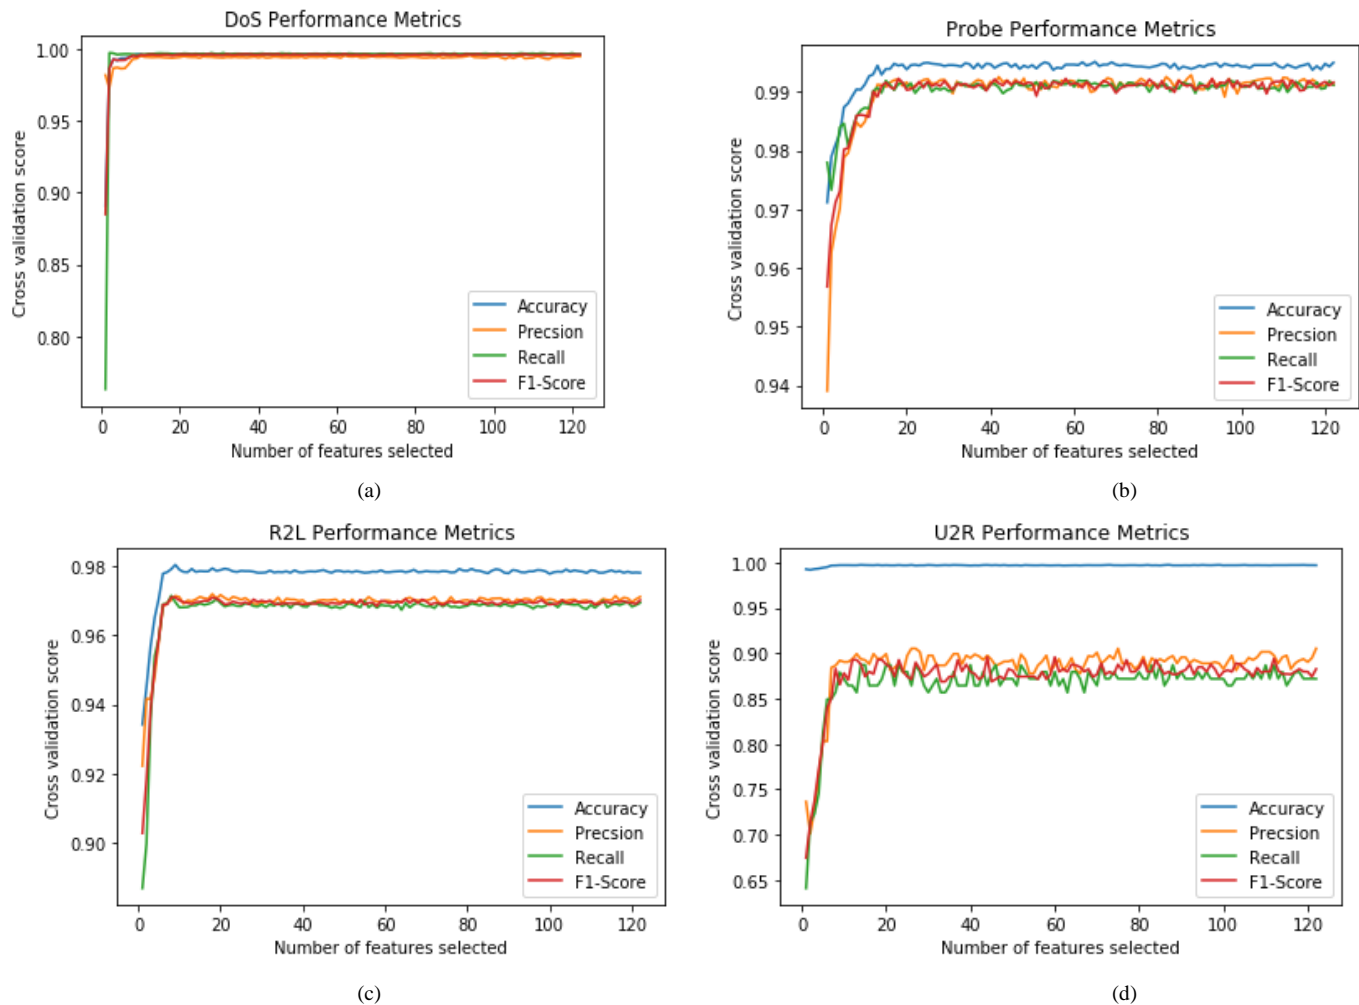 DoS Performance Metrics
Cross validation score
1.00
0.95
0.90
0.85
0.80
0
20
40
60
80
100
120
Number of features selected
Accuracy
Precsion
Recall
F1-Score
(a)
Probe Performance Metrics
Cross validation score
0.99
0.98
0.97
0.96
0.95
0.94
0
20
40
60
80
100
120
Number of features selected
Accuracy
Precsion
Recall
F1-Score
(b)
R2L Performance Metrics
Cross validation score
0.98
0.96
0.94
0.92
0.90
0
20
40
60
80
100
120
Number of features selected
Accuracy
Precsion
Recall
F1-Score
(c)
U2R Performance Metrics
Cross validation score
1.00
0.95
0.90
0.85
0.80
0.75
0.70
0.65
0
20
40
60
80
100
120
Number of features selected
Accuracy
Precsion
Recall
F1-Score
(d)